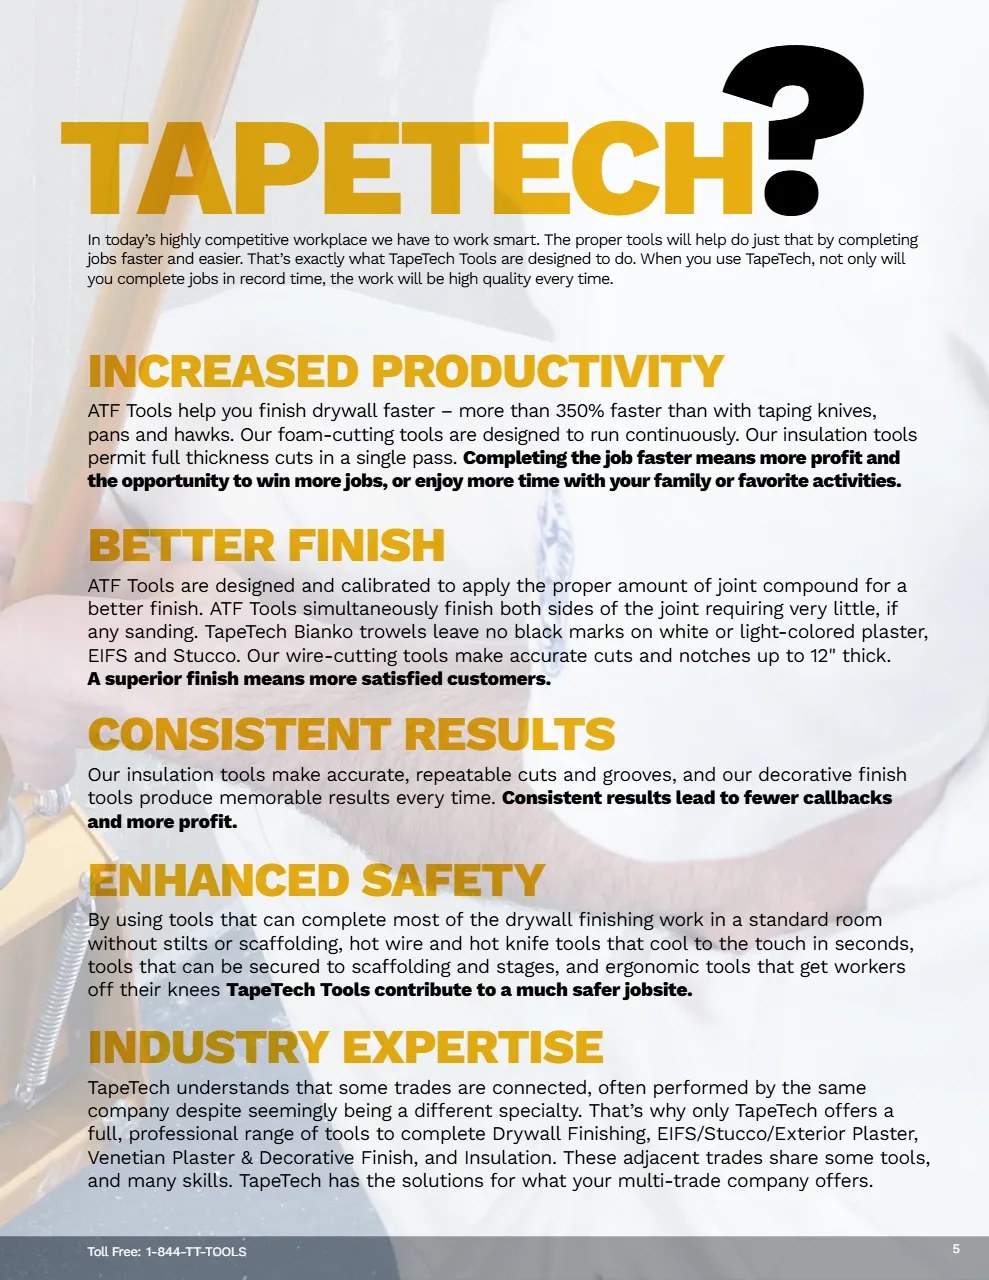 TAPETECH?
In today's highly competitive workplace we have to work smart. The proper tools will help do just that by completing
jobs faster and easier. That's exactly what TapeTech Tools are designed to do. When you use TapeTech, not only will
you complete jobs in record time, the work will be high quality every time.
INCREASED PRODUCTIVITY
ATF Tools help you finish drywall faster – more than 350% faster than with taping knives,
pans and hawks. Our foam-cutting tools are designed to run continuously. Our insulation tools
permit full thickness cuts in a single pass. Completing the job faster means more profit and
the opportunity to win more jobs, or enjoy more time with your family or favorite activities.
BETTER FINISH
ATF Tools are designed and calibrated to apply the proper amount of joint compound for a
better finish. ATF Tools simultaneously finish both sides of the joint requiring very little, if
any sanding. TapeTech Bianko trowels leave no black marks on white or light-colored plaster,
EIFS and Stucco. Our wire-cutting tools make accurate cuts and notches up to 12" thick.
A superior finish means more satisfied customers.
CONSISTENT RESULTS
Our insulation tools make accurate, repeatable cuts and grooves, and our decorative finish
tools produce memorable results every time. Consistent results lead to fewer callbacks
and more profit.
ENHANCED SAFETY
By using tools that can complete most of the drywall finishing work in a standard room
without stilts or scaffolding, hot wire and hot knife tools that cool to the touch in seconds,
tools that can be secured to scaffolding and stages, and ergonomic tools that get workers
off their knees TapeTech Tools contribute to a much safer jobsite.
INDUSTRY EXPERTISE
TapeTech understands that some trades are connected, often performed by the same
company despite seemingly being a different specialty. That's why only TapeTech offers a
full, professional range of tools to complete Drywall Finishing, EIFS/Stucco/Exterior Plaster,
Venetian Plaster & Decorative Finish, and Insulation. These adjacent trades share some tools,
and many skills. TapeTech has the solutions for what your multi-trade company offers.
Toll Free: 1-844-TT-TOOLS
5